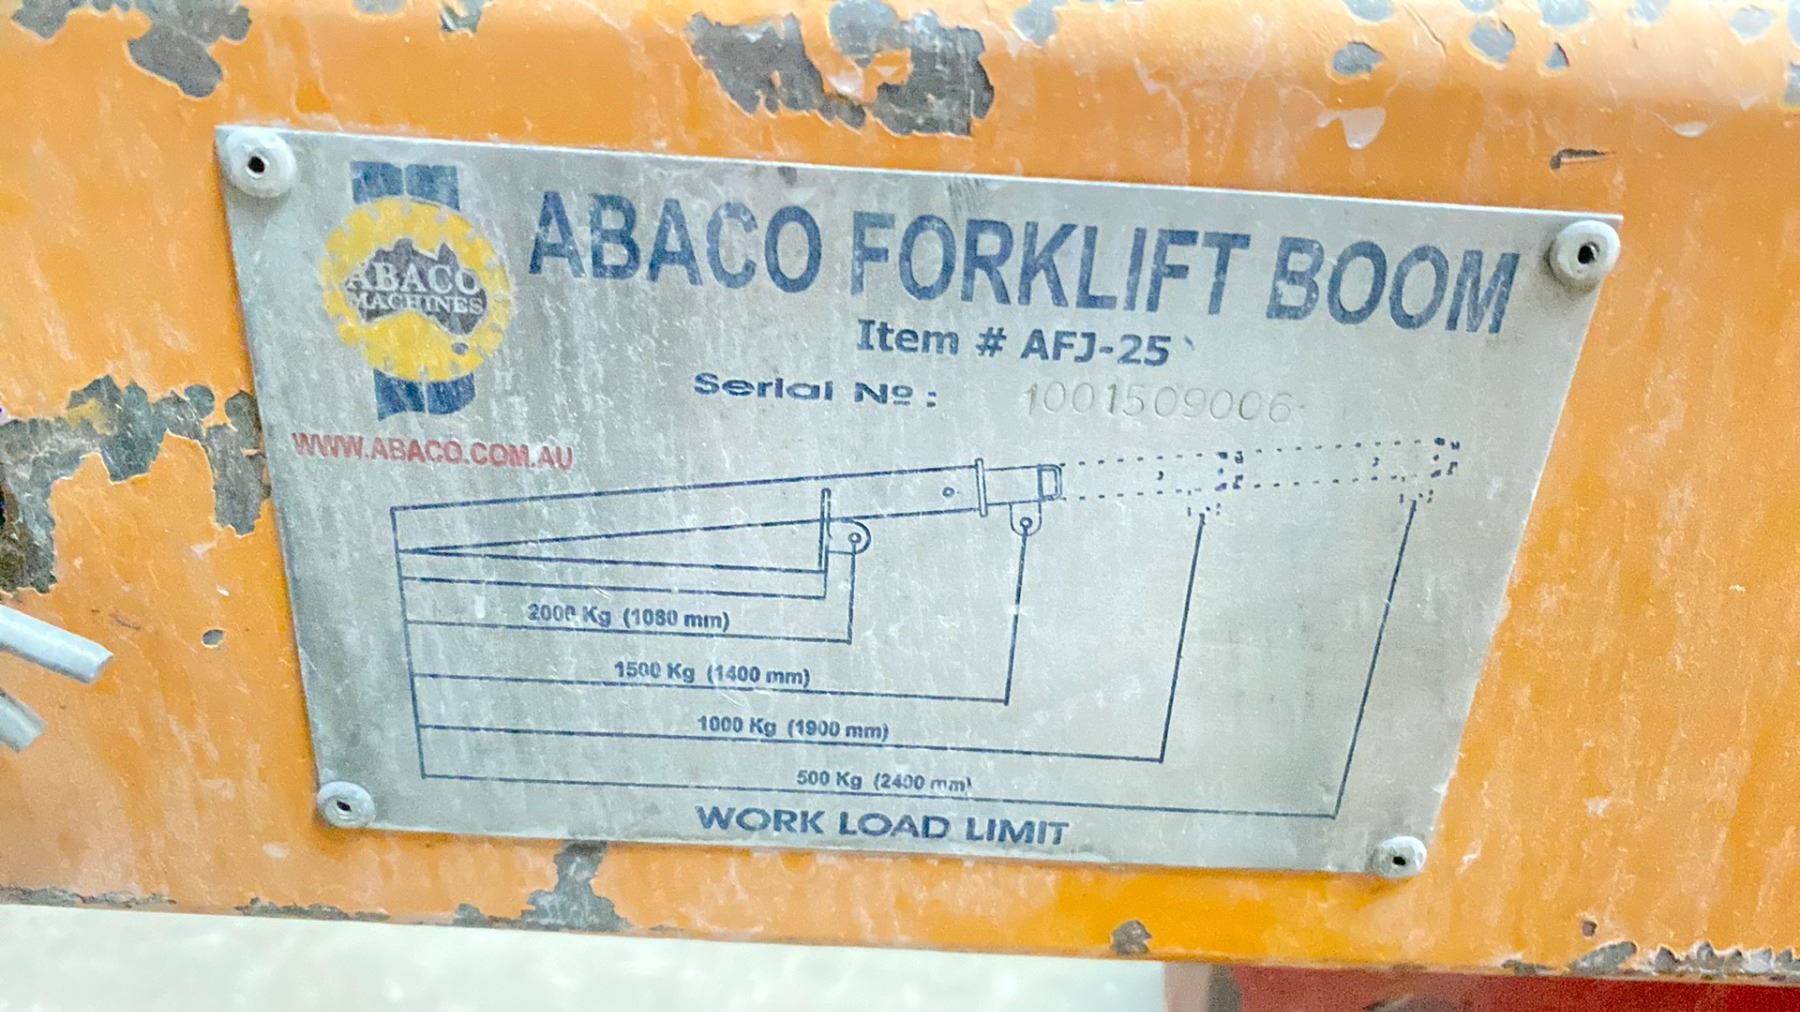 ABACO
MACHINES
ABACO FORKLIFT BOOM
Item # AFJ-25
Serial Nº : 1001509006
WWW.ABACO.COM.AU
2000 Kg (1080 mm)
1500 Kg (1400 mm)
1000 Kg (1900 mm)
500 Kg (2400 mm)
WORK LOAD LIMIT